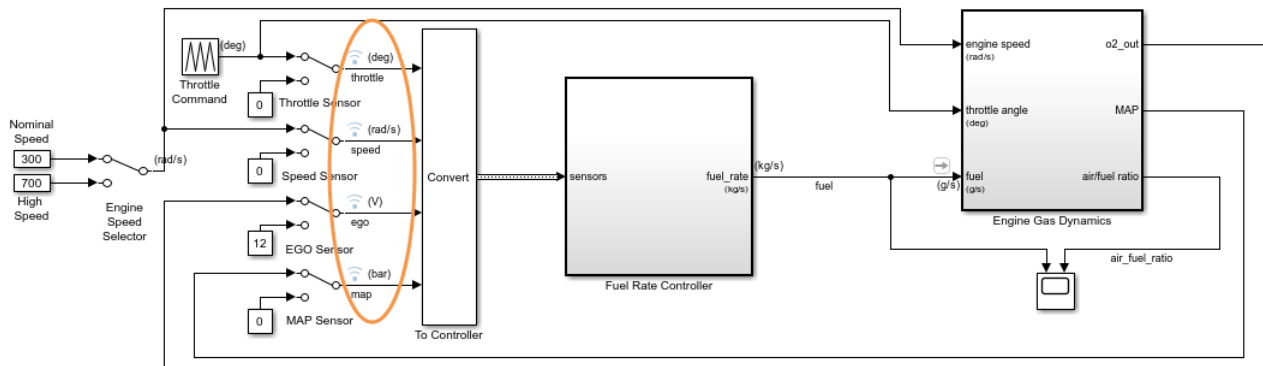 (deg)
Throttle
Command
0
Throttle Sensor
(deg)
throttle
Nominal
Speed
300
700
High
Speed
(rad/s)
Engine
Speed
Selector
0
Speed Sensor
(rad/s)
speed
12
EGO Sensor
(V)
ego
0
MAP Sensor
(bar)
map
Convert
To Controller
sensors
fuel_rate
(kg/s)
Fuel Rate Controller
(kg/s)
fuel
(g/s)
engine speed
(rad/s)
throttle angle
(deg)
fuel
(g/s)
o2_out
MAP
air/fuel ratio
Engine Gas Dynamics
air_fuel_ratio